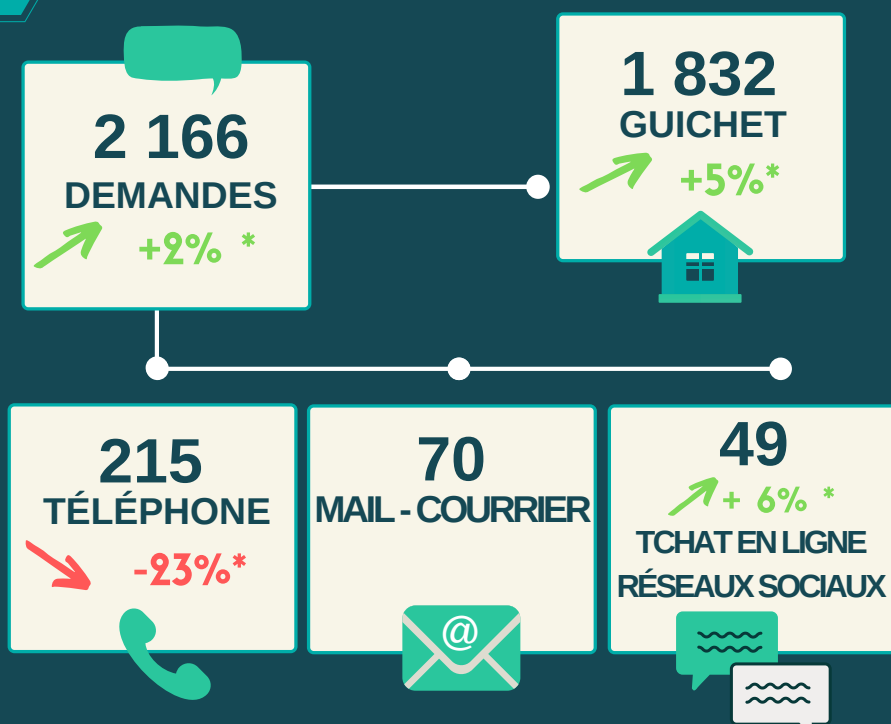 2 166
DEMANDES
+2% *
1 832
GUICHET
+5%*
215
TÉLÉPHONE
-23%*
70
MAIL - COURRIER
@
49
+ 6% *
TCHAT EN LIGNE
RÉSEAUX SOCIAUX